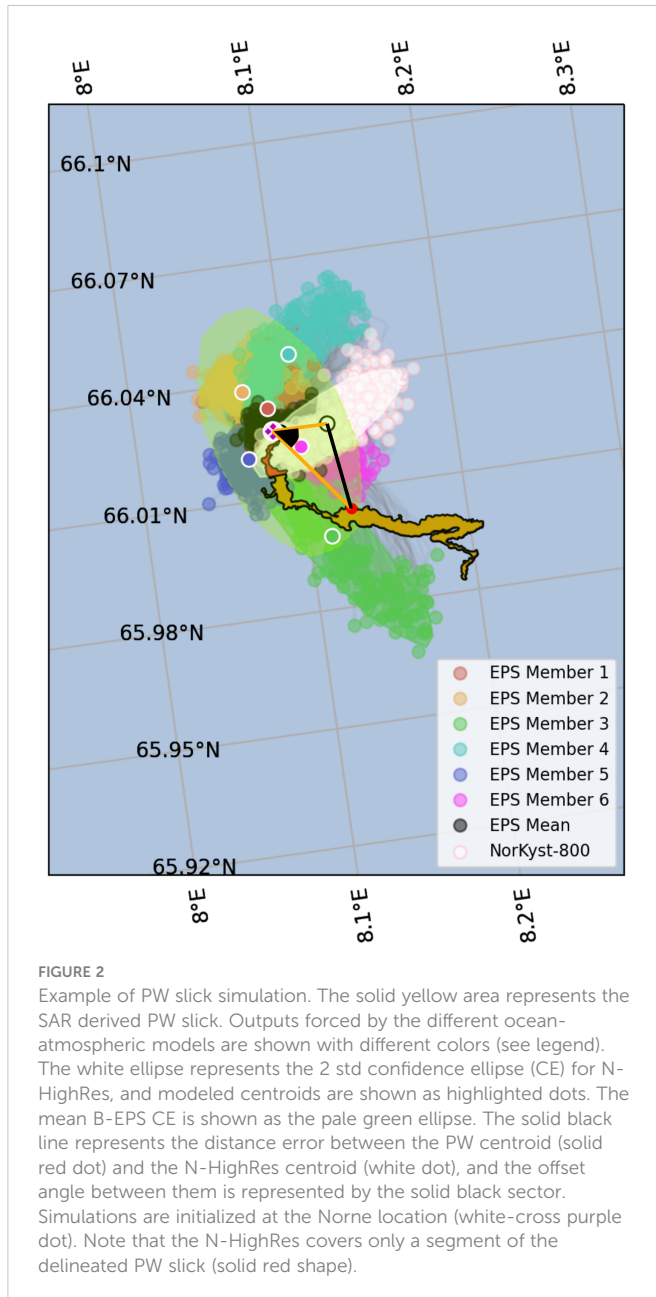 8°E
8.1°E
8.2°E
8.3°E
66.1°N
66.07°N
66.04°N
66.01°N
65.98°N
65.95°N
65.92°N
EPS Member 1
EPS Member 2
EPS Member 3
EPS Member 4
EPS Member 5
EPS Member 6
EPS Mean
NorKyst-800
8°E
8.1°E
8.2°E
FIGURE 2
Example of PW slick simulation. The solid yellow area represents the
SAR derived PW slick. Outputs forced by the different ocean-
atmospheric models are shown with different colors (see legend).
The white ellipse represents the 2 std confidence ellipse (CE) for N-
HighRes, and modeled centroids are shown as highlighted dots. The
mean B-EPS CE is shown as the pale green ellipse. The solid black
line represents the distance error between the PW centroid (solid
red dot) and the N-HighRes centroid (white dot), and the offset
angle between them is represented by the solid black sector.
Simulations are initialized at the Norne location (white-cross purple
dot). Note that the N-HighRes covers only a segment of the
delineated PW slick (solid red shape).